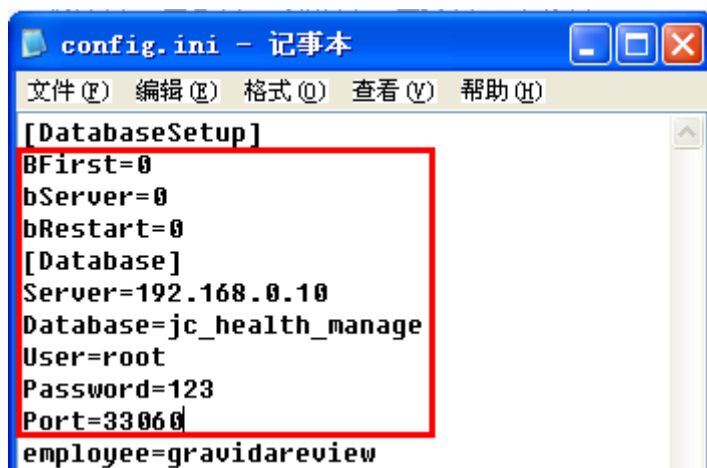 config.ini - 记事本
文件(F) 编辑(E) 格式(O) 查看(V) 帮助(H)
[DatabaseSetup]
BFirst=0
bServer=0
bRestart=0
[Database]
Server=192.168.0.10
Database=jc_health_manage
User=root
Password=123
Port=33060
employee=gravidareview